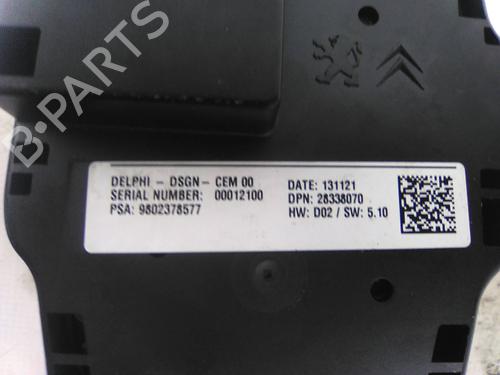 B-PARTS
DELPHI - DSGN - CEM 00
SERIAL NUMBER: 00012100
PSA: 9802378577
DATE: 131121
DPN: 28338070
HW: D02 / SW: 5.10